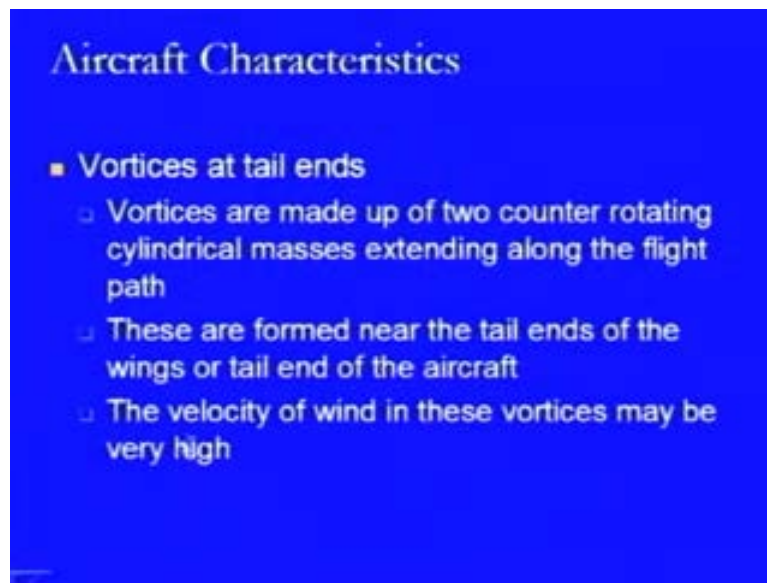 Aircraft Characteristics
Vortices at tail ends
Vortices are made up of two counter rotating
cylindrical masses extending along the flight
path
These are formed near the tail ends of the
wings or tail end of the aircraft
The velocity of wind in these vortices may be
very high